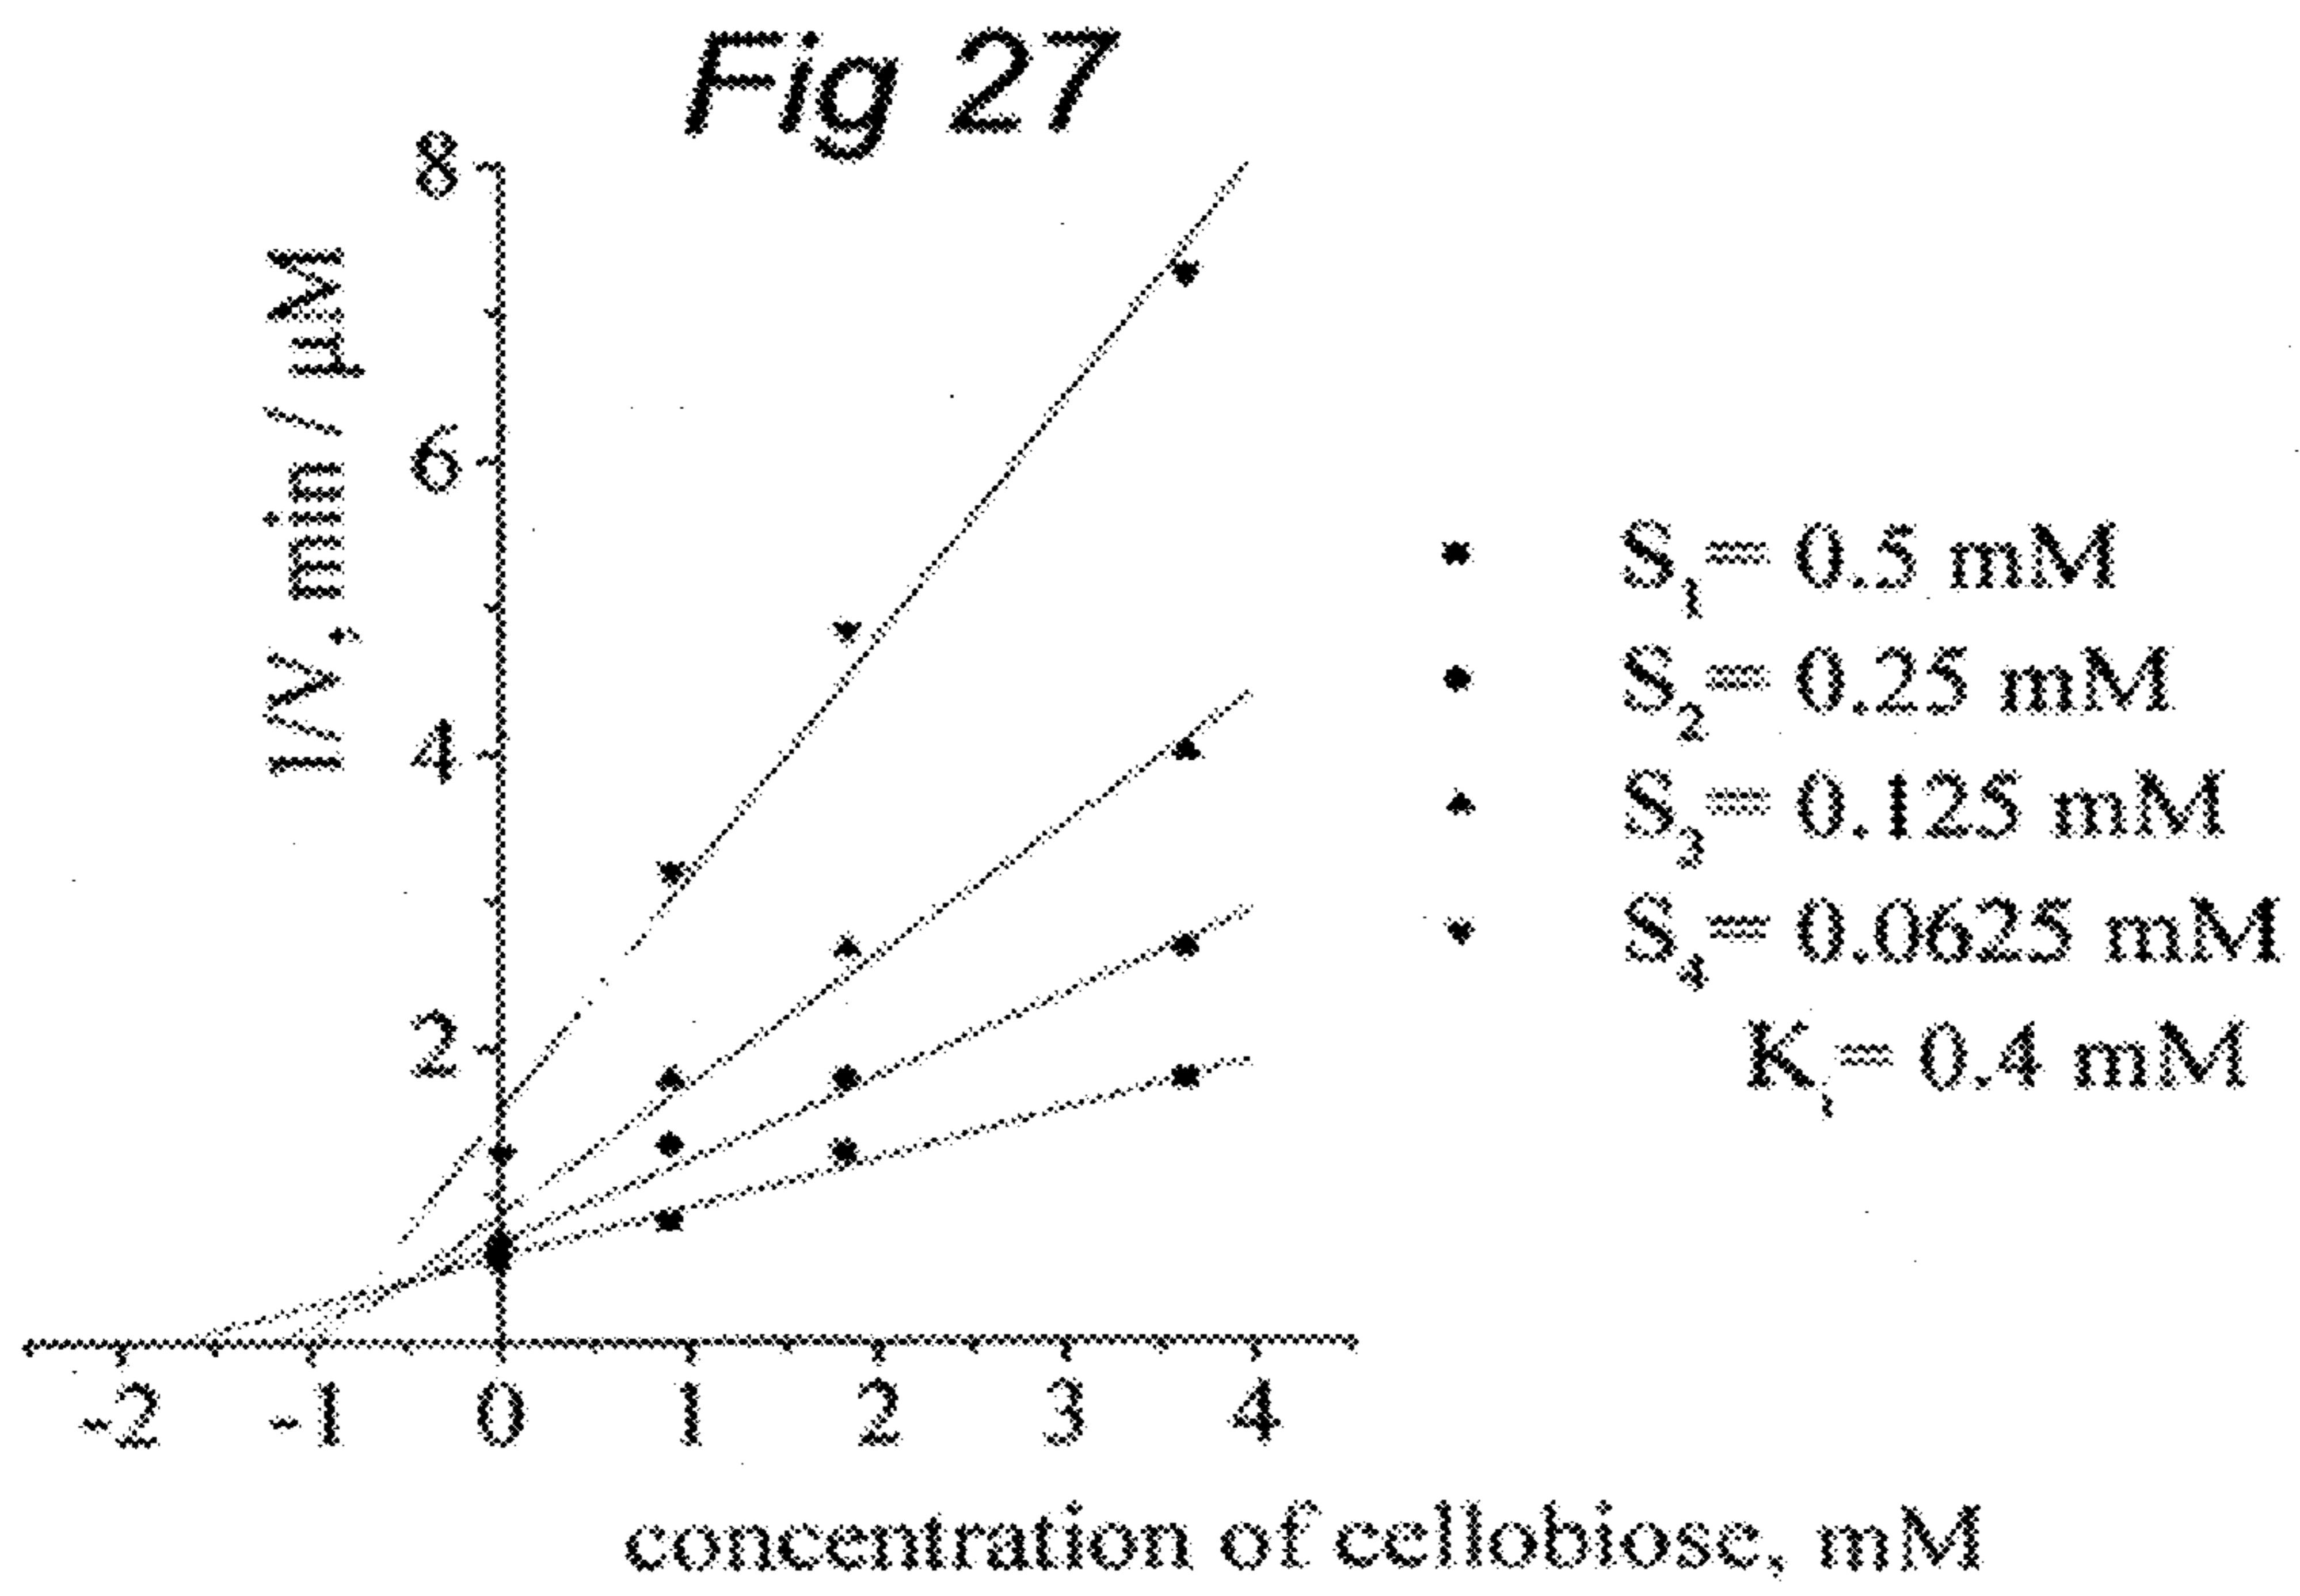 Fig 27
8
6
4
2
1/V, min / μM
-2 -1 0 1 2 3 4
concentration of cellobiose, mM
S1 = 0.5 mM
S2 = 0.25 mM
S3 = 0.125 mM
S4 = 0.0625 mM
Ki = 0.4 mM